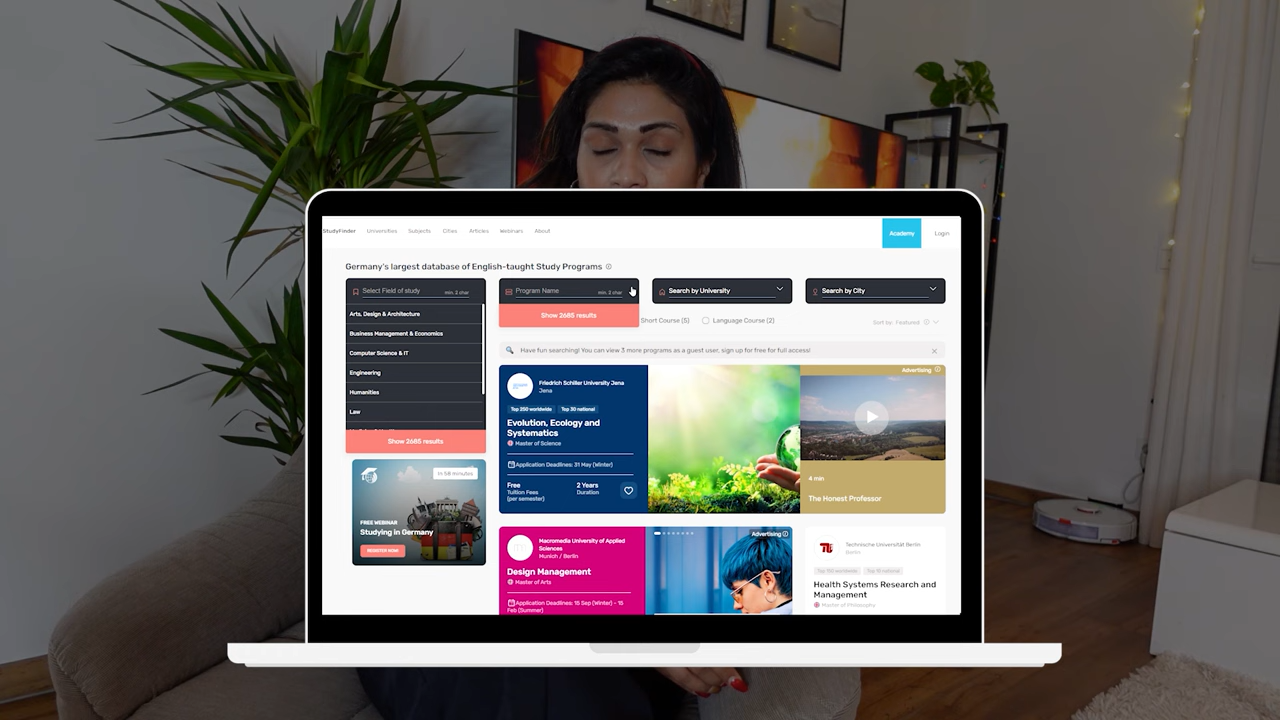 StudyFinder Universities Subjects Cities Articles Webinars About Academy Login
Germany's largest database of English-taught Study Programs
Select Field of study min. 2 char
Program Name min. 2 char
Search by University
Search by City
Arts, Design & Architecture
Business Management & Economics
Computer Science & IT
Engineering
Humanities
Law
Show 2685 results
Show 2685 results
Short Course (5) Language Course (2)
Sort by: Featured
Have fun searching! You can view 3 more programs as a guest user, sign up for free for full access!
In 58 minutes
FREE WEBINAR
Studying in Germany
REGISTER NOW
Friedrich Schiller University Jena
Jena
Top 250 worldwide Top 30 national
Evolution, Ecology and
Systematics
Master of Science
Application Deadlines: 31 May (Winter)
Free
Tuition Fees
(per semester)
2 Years
Duration
Advertising
4 min
The Honest Professor
Macromedia University of Applied
Sciences
Munich / Berlin
Design Management
Master of Arts
Application Deadlines: 15 Sep (Winter) - 15
Feb (Summer)
Advertising
Technische Universität Berlin
Berlin
Top 150 worldwide Top 10 national
Health Systems Research and
Management
Master of Philosophy